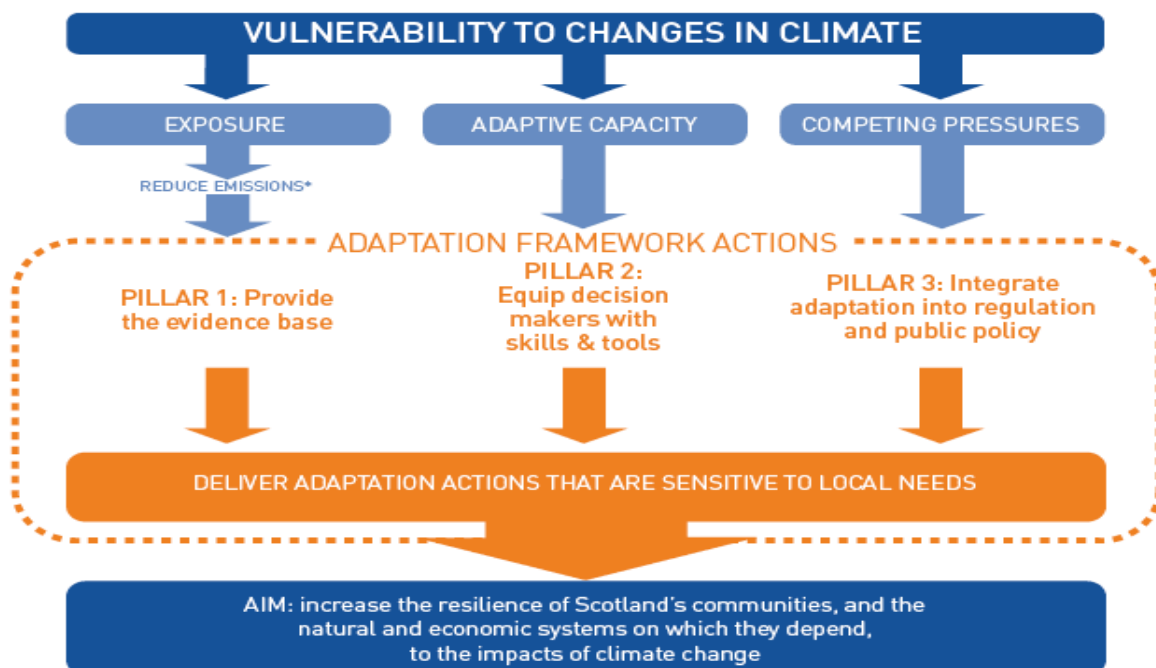 VULNERABILITY TO CHANGES IN CLIMATE
EXPOSURE
ADAPTIVE CAPACITY
COMPETING PRESSURES
REDUCE EMISSIONS*
ADAPTATION FRAMEWORK ACTIONS
PILLAR 1: Provide
the evidence base
PILLAR 2:
Equip decision
makers with
skills & tools
PILLAR 3: Integrate
adaptation into regulation
and public policy
DELIVER ADAPTATION ACTIONS THAT ARE SENSITIVE TO LOCAL NEEDS
AIM: increase the resilience of Scotland's communities, and the
natural and economic systems on which they depend,
to the impacts of climate change